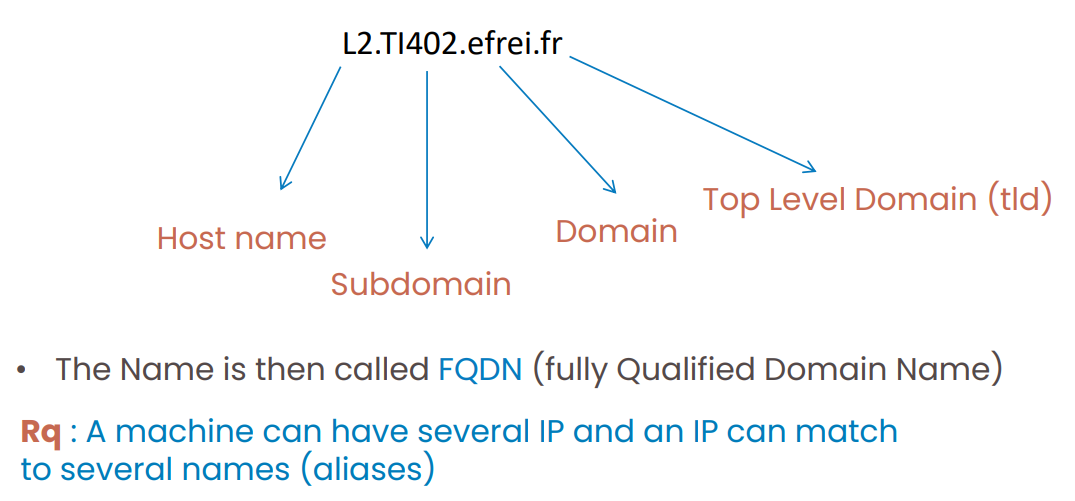 L2.TI402.efrei.fr
Top Level Domain (tld)
Host name
Domain
Subdomain
• The Name is then called FQDN (fully Qualified Domain Name)
Rq : A machine can have several IP and an IP can match
to several names (aliases)